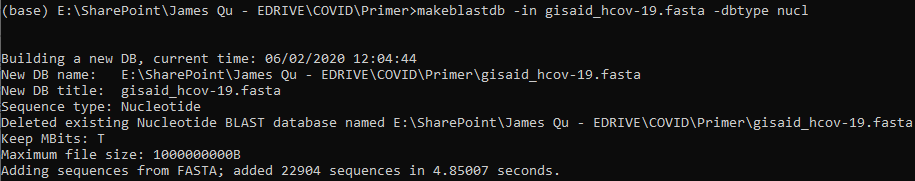 (base) E:\SharePoint\James Qu - EDRIVE\COVID\Primer>makeblastdb -in gisaid_hcov-19.fasta -dbtype nucl
Building a new DB, current time: 06/02/2020 12:04:44
New DB name:   E:\SharePoint\James Qu - EDRIVE\COVID\Primer\gisaid_hcov-19.fasta
New DB title:  gisaid_hcov-19.fasta
Sequence type: Nucleotide
Deleted existing Nucleotide BLAST database named E:\SharePoint\James Qu - EDRIVE\COVID\Primer\gisaid_hcov-19.fasta
Keep MBits: T
Maximum file size: 1000000000B
Adding sequences from FASTA; added 22904 sequences in 4.85007 seconds.